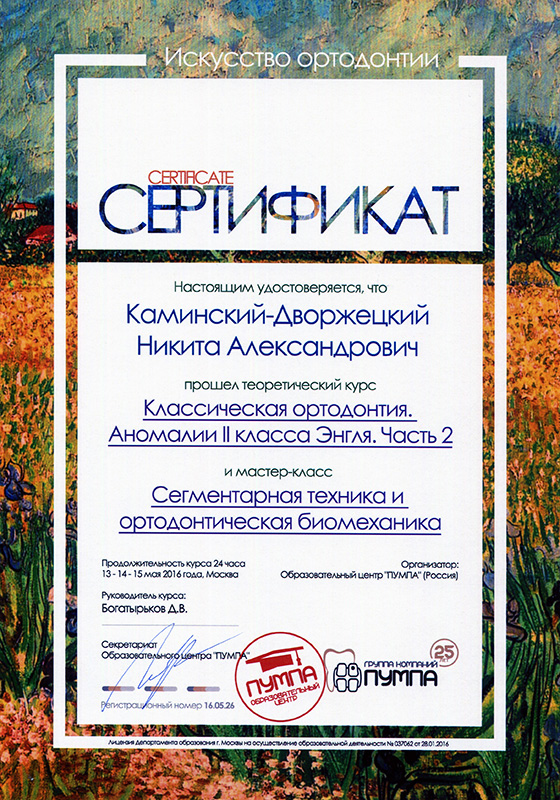 Искусство ортодонтии
CERTIFICATE
СЕРТИФИКАТ
Настоящим удостоверяется, что
Каминский-Дворжецкий
Никита Александрович
прошел теоретический курс
Классическая ортодонтия.
Аномалии II класса Энгля. Часть 2
и мастер-класс
Сегментарная техника и
ортодонтическая биомеханика
Продолжительность курса 24 часа
13 - 14 - 15 мая 2016 года, Москва
Организатор:
Образовательный центр "ПУМПА" (Россия)
Руководитель курса:
Богатырьков Д.В.
Секретариат
Образовательного центра "ПУМПА"
Регистрационный номер 16.05.26
ПУМПА
ОБРАЗОВАТЕЛЬНЫЙ
ЦЕНТР
ГРУППА КОМПАНИЙ
ПУМПА
25
ЛЕТ
Лицензия Департамента образования г. Москвы на осуществление образовательной деятельности № 037062 от 28.01.2016